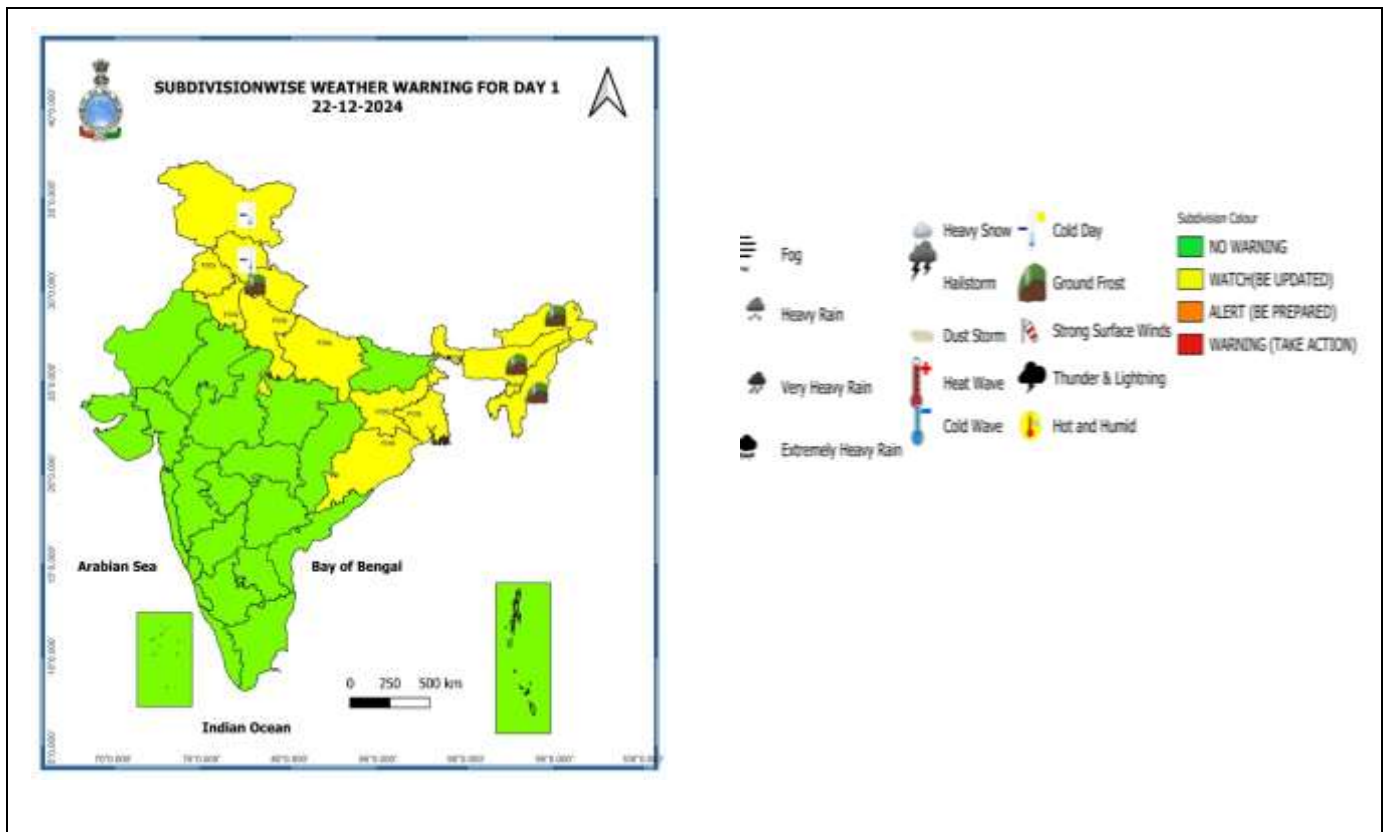 SUBDIVISIONWISE WEATHER WARNING FOR DAY 1
22-12-2024
Arabian Sea
Bay of Bengal
0 250 500 km
Indian Ocean
Fog
Heavy Rain
Very Heavy Rain
Extremely Heavy Rain
Heavy Snow
Hailstorm
Dust Storm
Heat Wave
Cold Wave
Cold Day
Ground Frost
Strong Surface Winds
Thunder & Lightning
Hot and Humid
Subdivision Colour
NO WARNING
WATCH(BE UPDATED)
ALERT (BE PREPARED)
WARNING (TAKE ACTION)